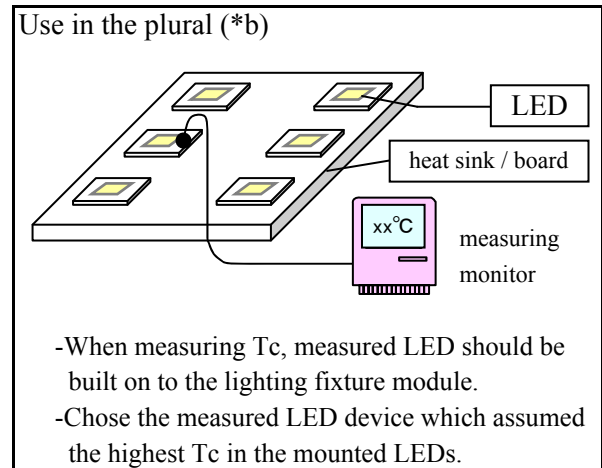 Use in the plural (*b)
LED
heat sink / board
xx°C
measuring
monitor
-When measuring Tc, measured LED should be
built on to the lighting fixture module.
-Chose the measured LED device which assumed
the highest Tc in the mounted LEDs.